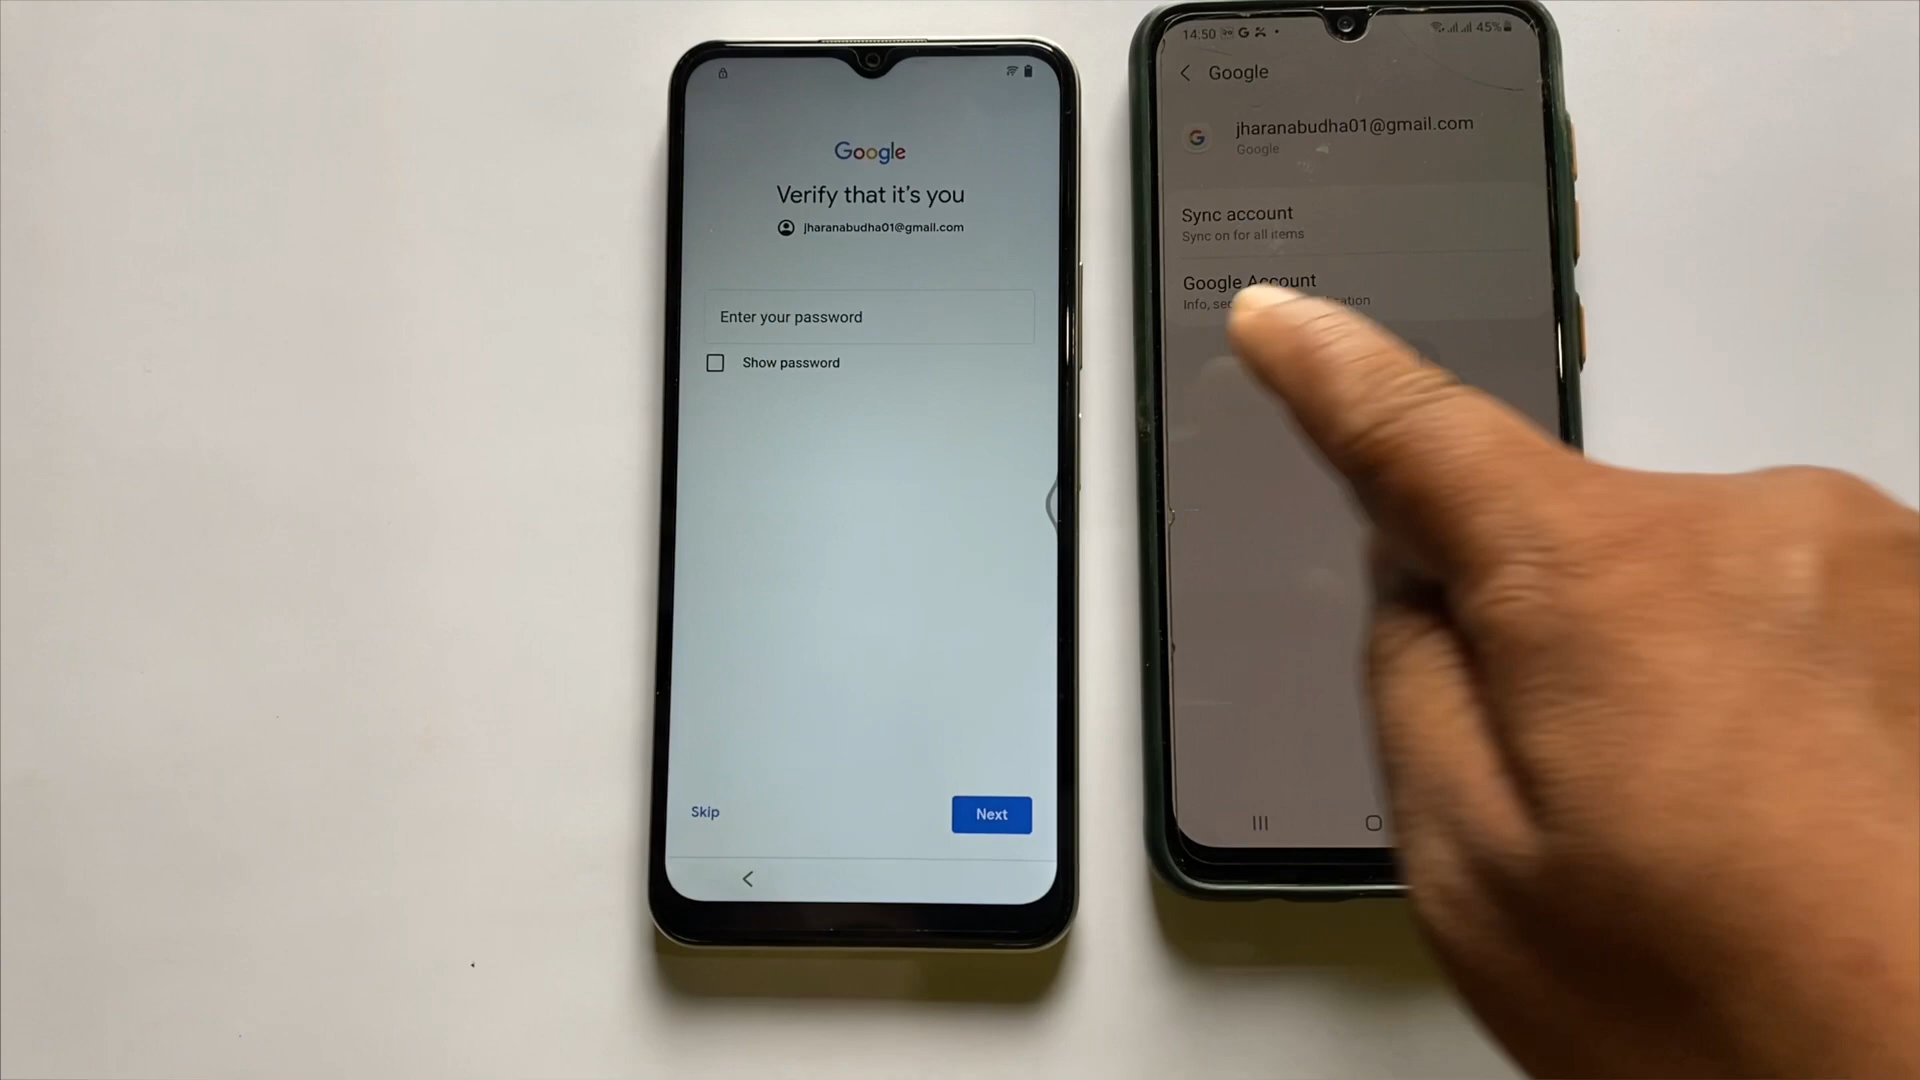 Google
Verify that it's you
jharanabudha01@gmail.com
Enter your password
Show password
Skip
Next
14:50
45%
Google
jharanabudha01@gmail.com
Google
Sync account
Sync on for all items
Google Account
Info,